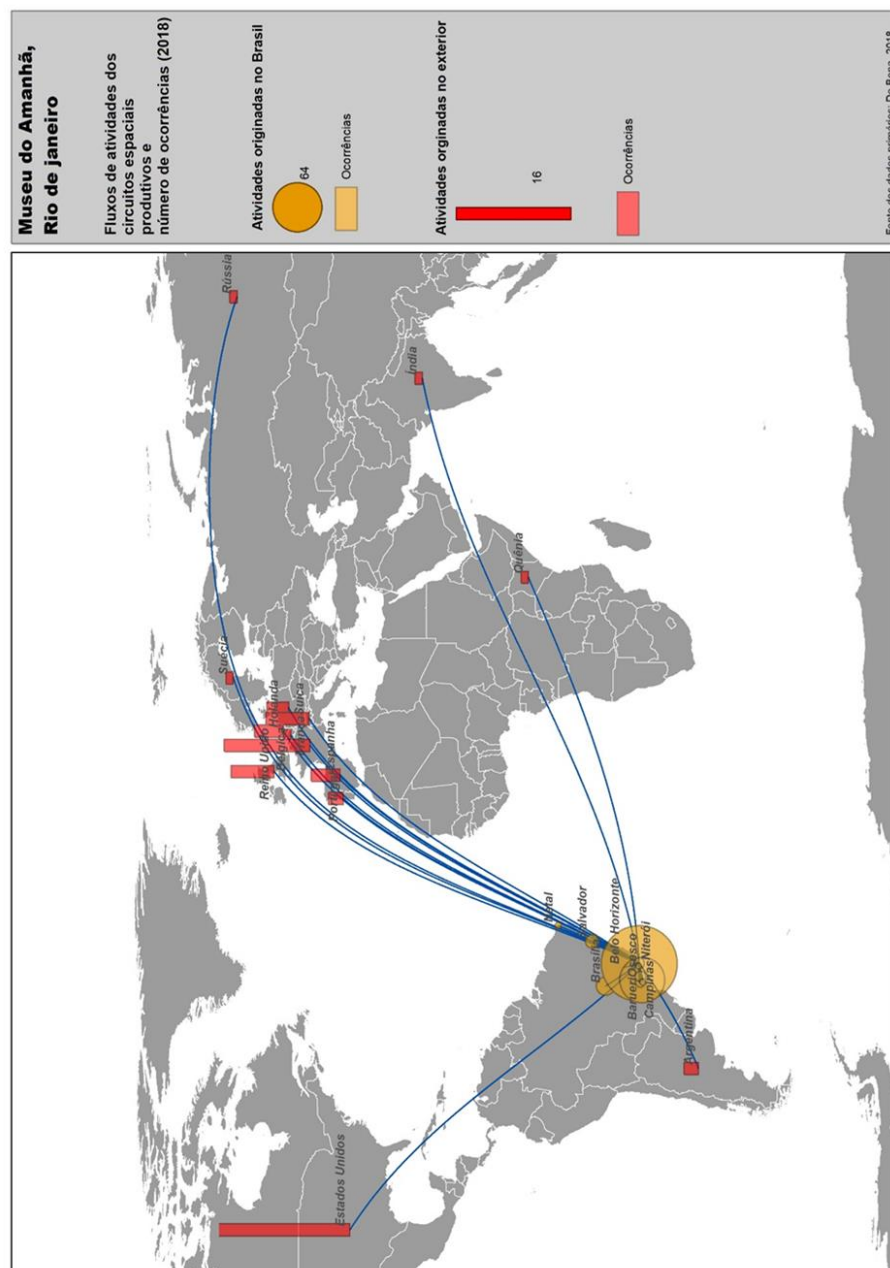 Museu do Amanhã,
Rio de janeiro
Fluxos de atividades dos
circuitos espaciais
produtivos e
número de ocorrências (2018)
Atividades originadas no Brasil
64
Ocorrências
Atividades orginadas no exterior
16
Ocorrências
Rússia
Índia
Quênia
Suécia
Holanda
Suíça
Reino Unido
Bélgica
Espanha
Natal
Salvador
Belo Horizonte
Brasília
Osasco
Niterói
Barueri
Campinas
Argentina
Estados Unidos